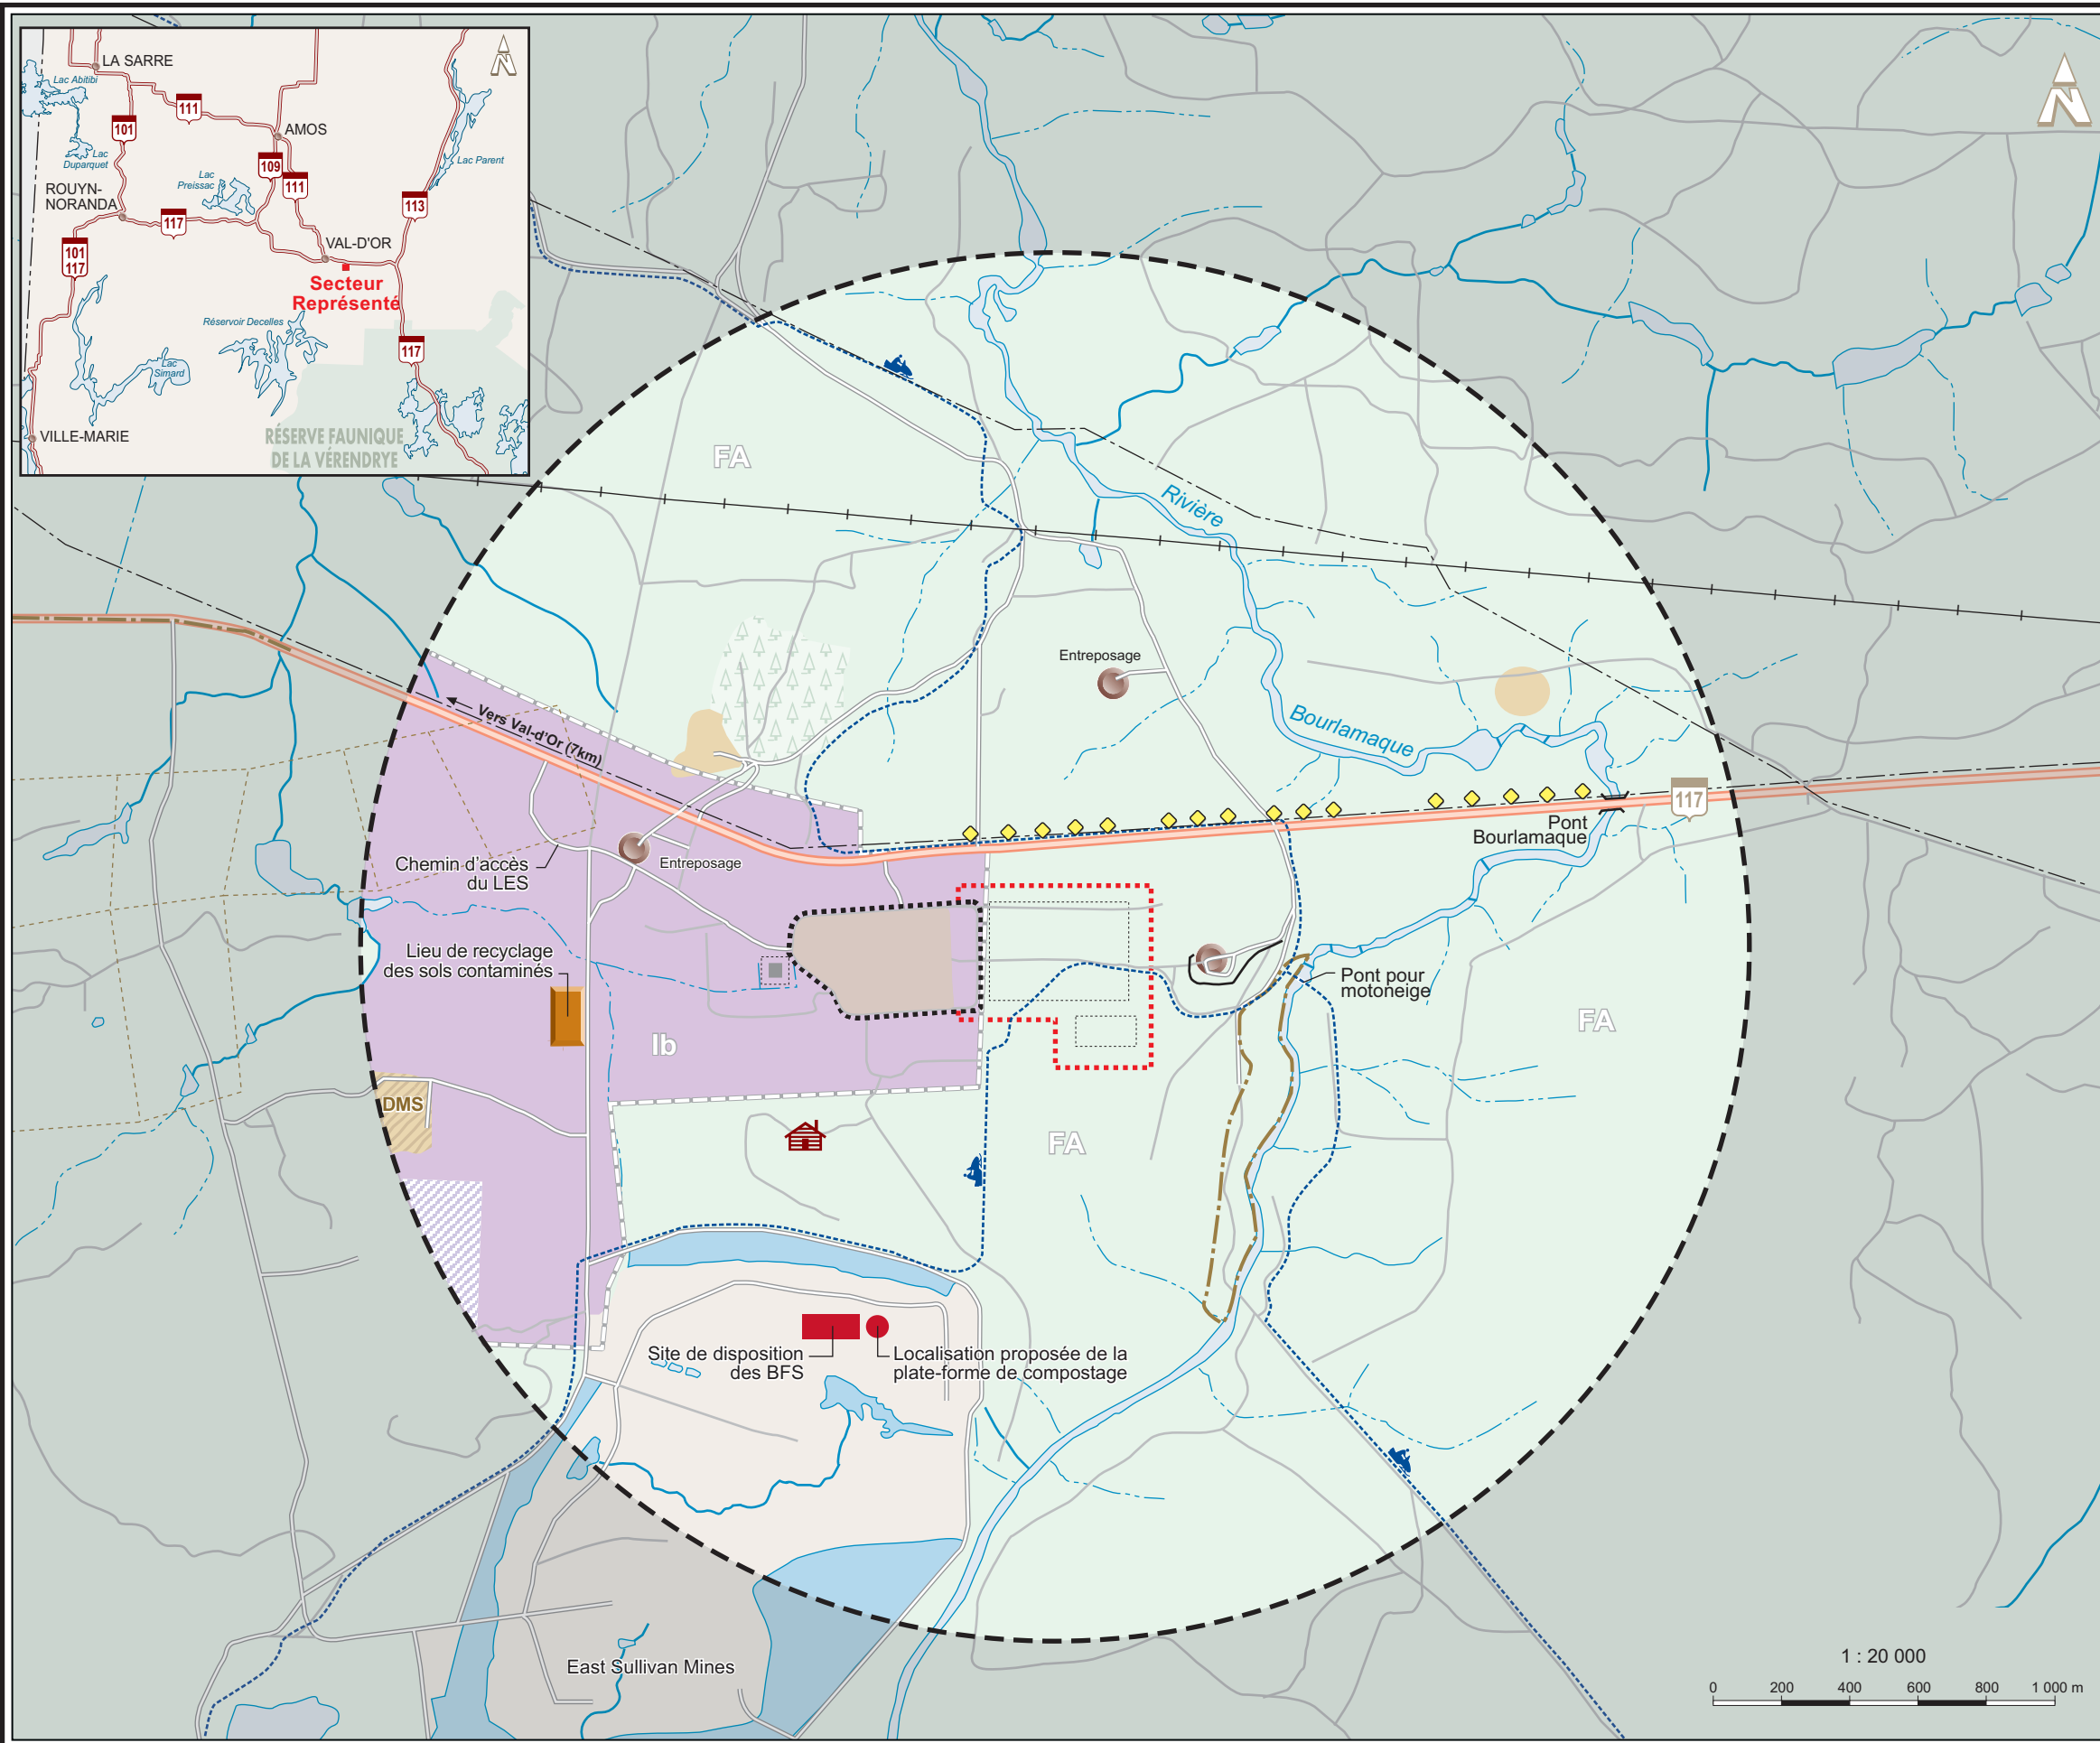 LA SARRE
Lac Abitibi
111
101
AMOS
Lac
Duparquet
109
Lac
Preissac
111
Lac Parent
ROUYN-
NORANDA
117
113
101
117
VAL-D'OR
Secteur
Représenté
Réservoir Decelles
117
Lac
Simard
VILLE-MARIE
RÉSERVE FAUNIQUE
DE LA VÉRENDRYE
N
N
FA
Rivière
Entreposage
Bourlamaque
Vers Val-d'Or (7km)
117
Pont
Bourlamaque
Chemin d'accès
du LES
Entreposage
Lieu de recyclage
des sols contaminés
Pont pour
motoneige
FA
Ib
DMS
FA
Site de disposition
des BFS
Localisation proposée de la
plate-forme de compostage
East Sullivan Mines
1 : 20 000
0 200 400 600 800 1 000 m